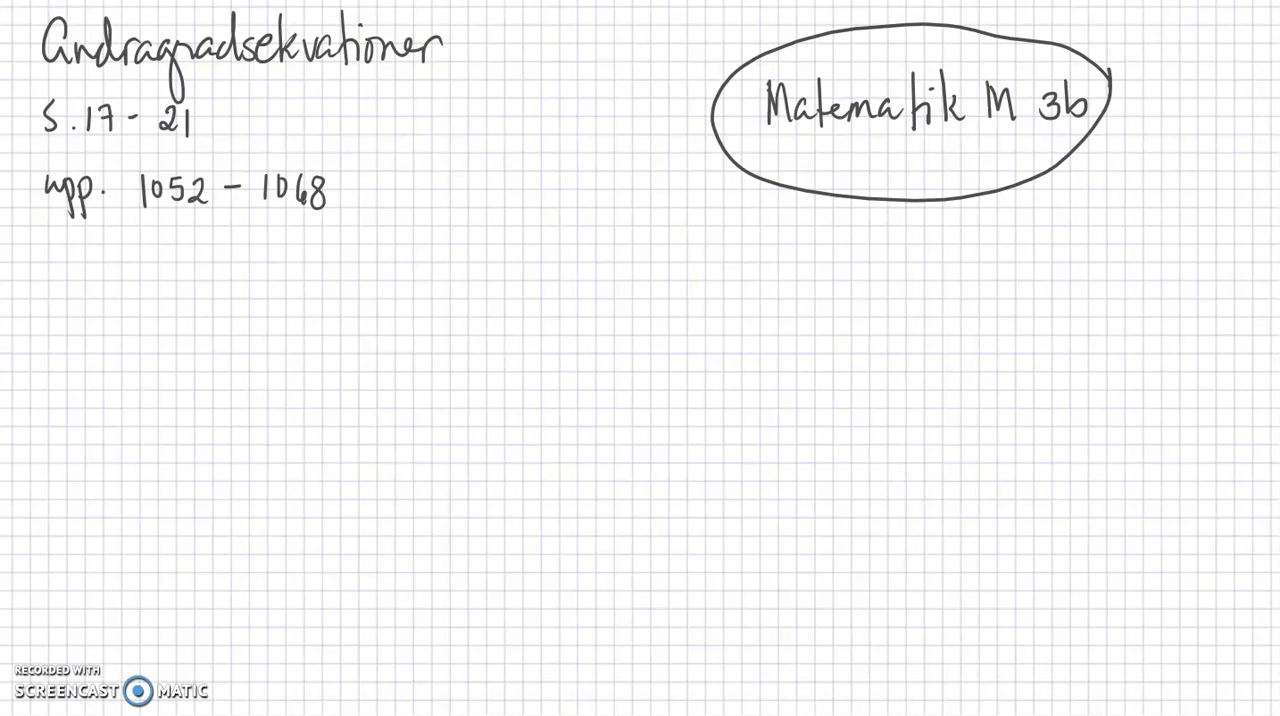 Andragradsekvationer
S. 17 - 21
upp. 1052 - 1068
Matematik M 3b
RECORDED WITH
SCREENCAST MATIC